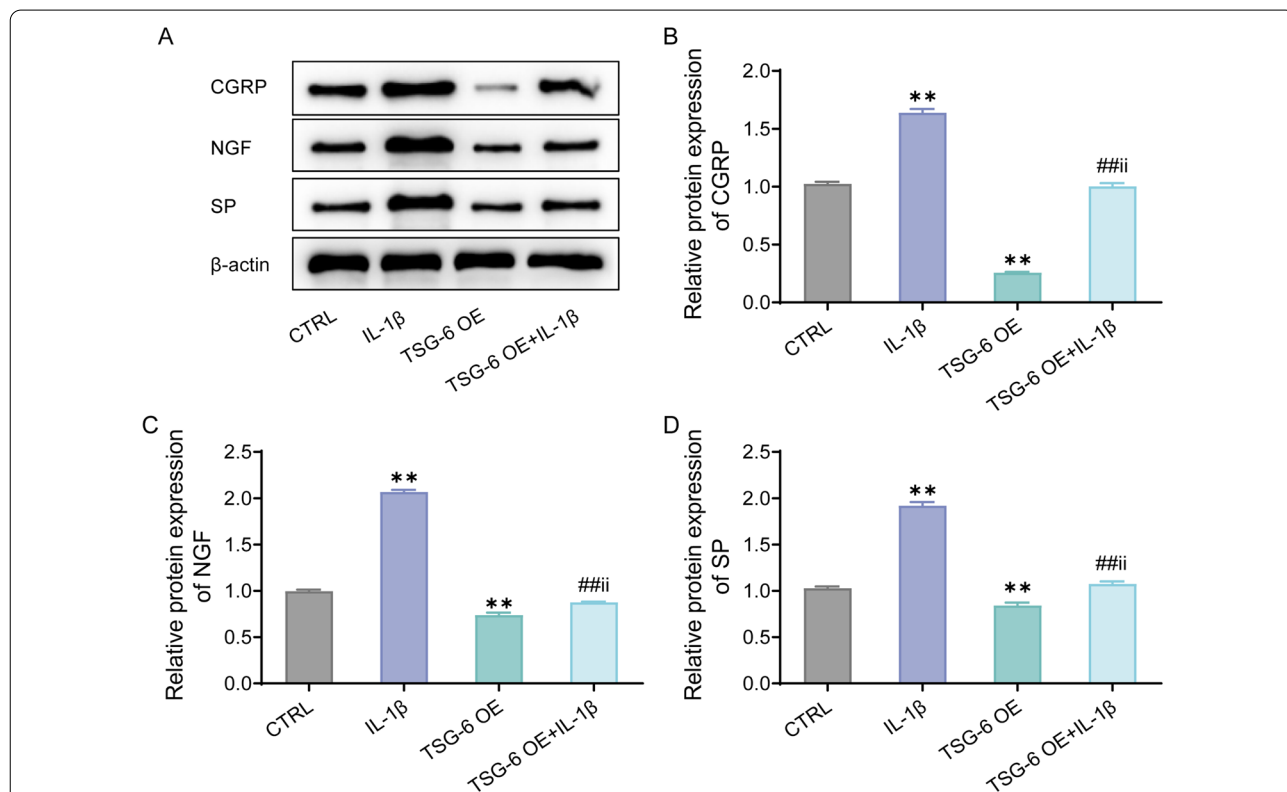 A
CGRP
NGF
SP
β-actin
CTRL
IL-1β
TSG-6 OE
TSG-6 OE+IL-1β
B
Relative protein expression
of CGRP
2.0
1.5
1.0
0.5
0.0
**
**
##ii
CTRL
IL-1β
TSG-6 OE
TSG-6 OE+IL-1β
C
Relative protein expression
of NGF
2.5
2.0
1.5
1.0
0.5
0.0
**
**
##ii
CTRL
IL-1β
TSG-6 OE
TSG-6 OE+IL-1β
D
Relative protein expression
of SP
2.5
2.0
1.5
1.0
0.5
0.0
**
**
##ii
CTRL
IL-1β
TSG-6 OE
TSG-6 OE+IL-1β